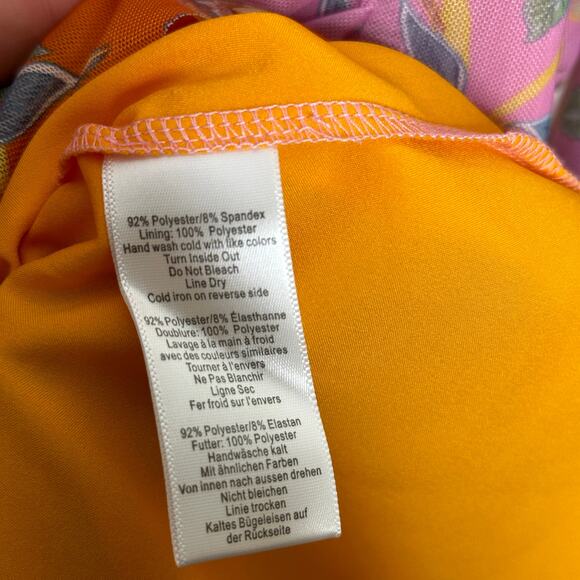 92% Polyester/8% Spandex
Lining: 100% Polyester
Hand wash cold with like colors
Turn Inside Out
Do Not Bleach
Line Dry
Cold iron on reverse side
92% Polyester/8% Élasthanne
Doublure: 100% Polyester
Lavage à la main à froid
avec des couleurs similaires
Tourner à l'envers
Ne Pas Blanchir
Ligne Sec
Fer froid sur l'envers
92% Polyester/8% Elastan
Futter: 100% Polyester
Handwäsche kalt
Mit ähnlichen Farben
Von innen nach aussen drehen
Nicht bleichen
Linie trocken
Kaltes Bügeleisen auf
der Rückseite